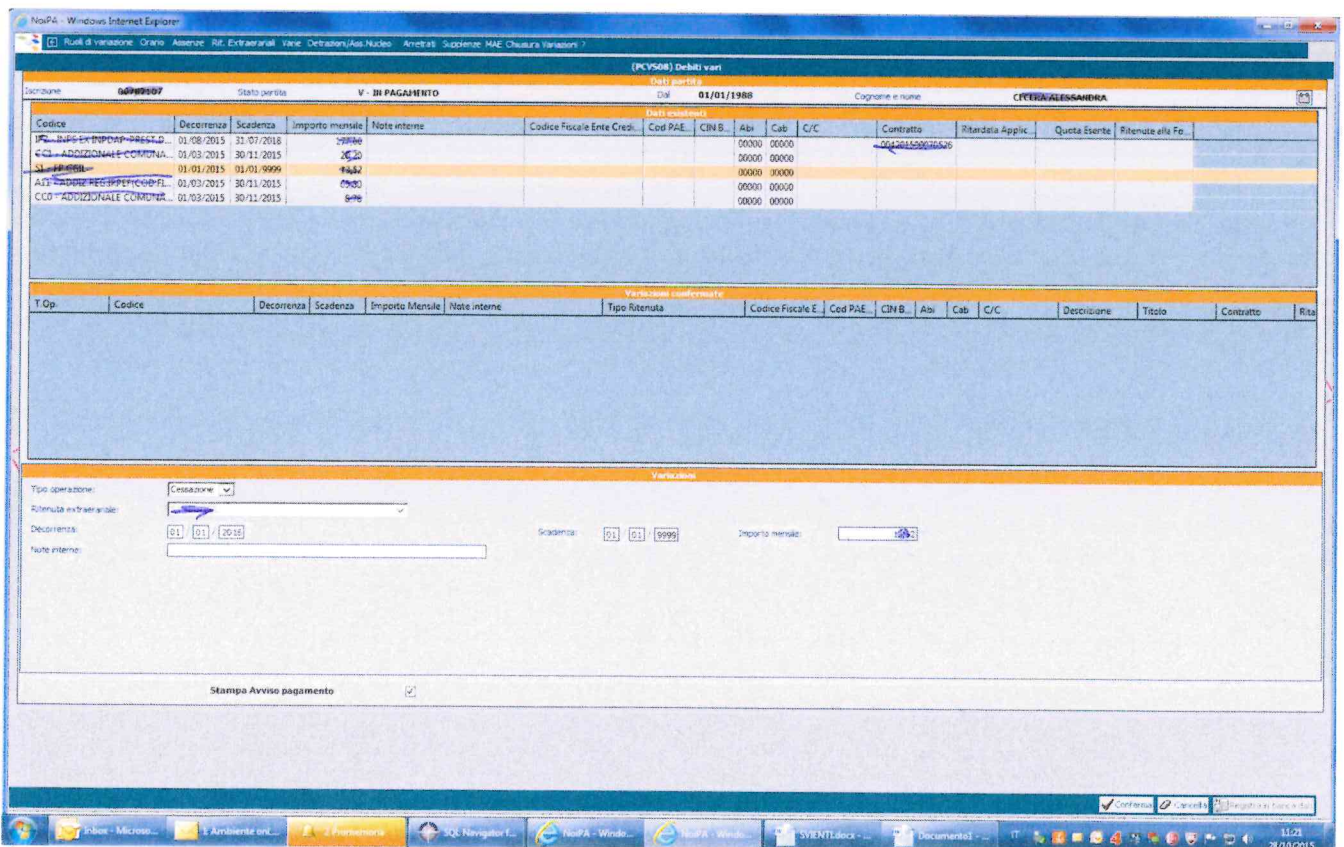 NoiPA - Windows Internet Explorer
Ruoli di variazione Orario Assenze Rit. Extraerariali Varie Detrazioni/Ass.Nucleo Arretrati Supplenze MAE Chiusura Variazioni ?
(PCVS08) Debiti vari
Dati partita
Iscrizione Stato partita V - IN PAGAMENTO Dal 01/01/1988 Cognome e nome
Dati esistenti
Codice Decorrenza Scadenza Importo mensile Note interne Codice Fiscale Ente Credi... Cod PAE... CIN B... Abi Cab C/C Contratto Ritardata Applic... Quota Esente Ritenute alla Fo...
01/08/2015 31/07/2018 00000 00000
CC1 - ADDIZIONALE COMUNA... 01/03/2015 30/11/2015 00000 00000
01/01/2015 01/01/9999 00000 00000
01/03/2015 30/11/2015 00000 00000
CC0 - ADDIZIONALE COMUNA... 01/03/2015 30/11/2015 00000 00000
Variazioni confermate
T.Op. Codice Decorrenza Scadenza Importo Mensile Note interne Tipo Ritenuta Codice Fiscale E... Cod PAE... CIN B... Abi Cab C/C Descrizione Titolo Contratto Rita
Variazioni
Tipo operazione: Cessazione
Ritenuta extraerariale:
Decorrenza: 01 / 01 / Scadenza: 01 / 01 / 9999 Importo mensile:
Note interne:
Stampa Avviso pagamento
Conferma Cancella
Inbox - Microso... 2 Promemoria SQL Navigator f... NoiPA - Windo... NoiPA - Windo... SVIENTI.docx - ... Documento1 - ... IT 11:21
28/10/2015